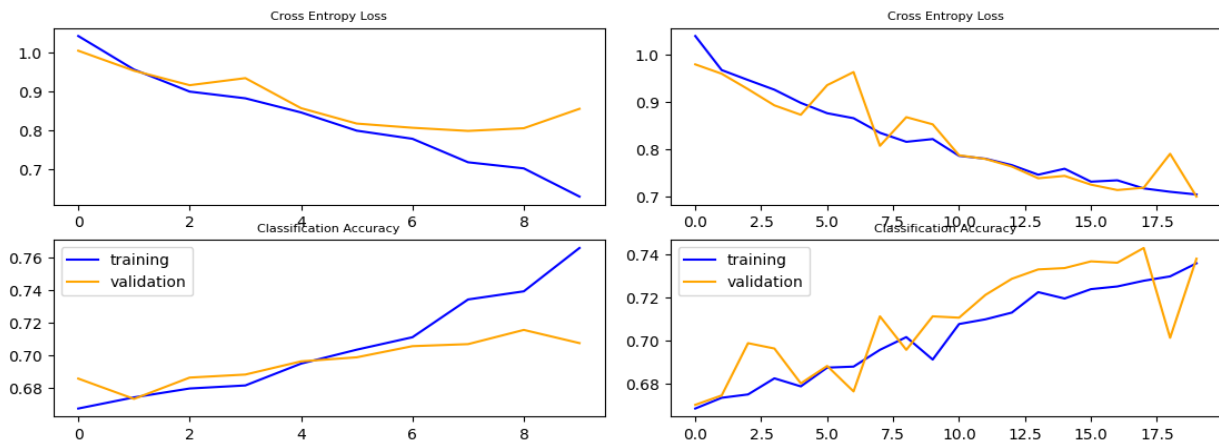 Cross Entropy Loss
1.0
0.9
0.8
0.7
0 2 4 6 8
Classification Accuracy
0.76
0.74
0.72
0.70
0.68
training
validation
0 2 4 6 8
Cross Entropy Loss
1.0
0.9
0.8
0.7
0.0 2.5 5.0 7.5 10.0 12.5 15.0 17.5
Classification Accuracy
0.74
0.72
0.70
0.68
training
validation
0.0 2.5 5.0 7.5 10.0 12.5 15.0 17.5